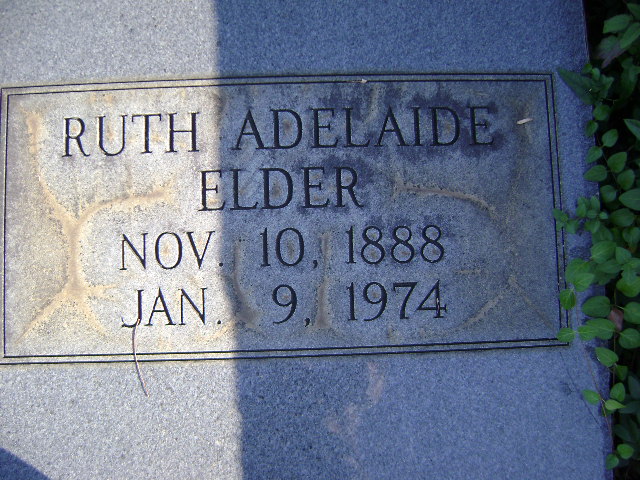 RUTH ADELAIDE
ELDER
NOV. 10, 1888
JAN. 9, 1974